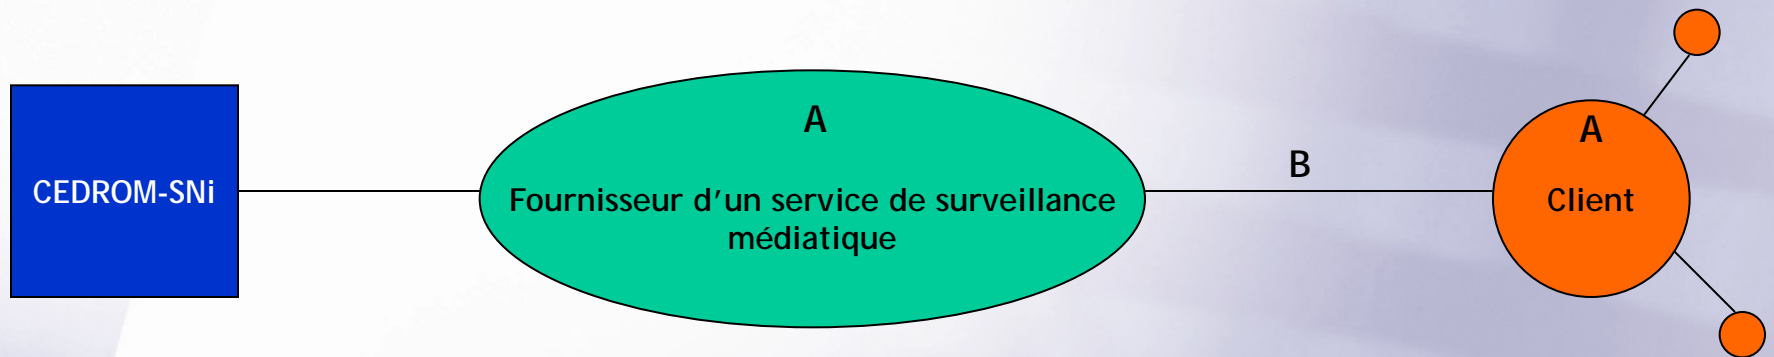 CEDROM-SNi
A
Fournisseur d'un service de surveillance
médiatique
B
A
Client